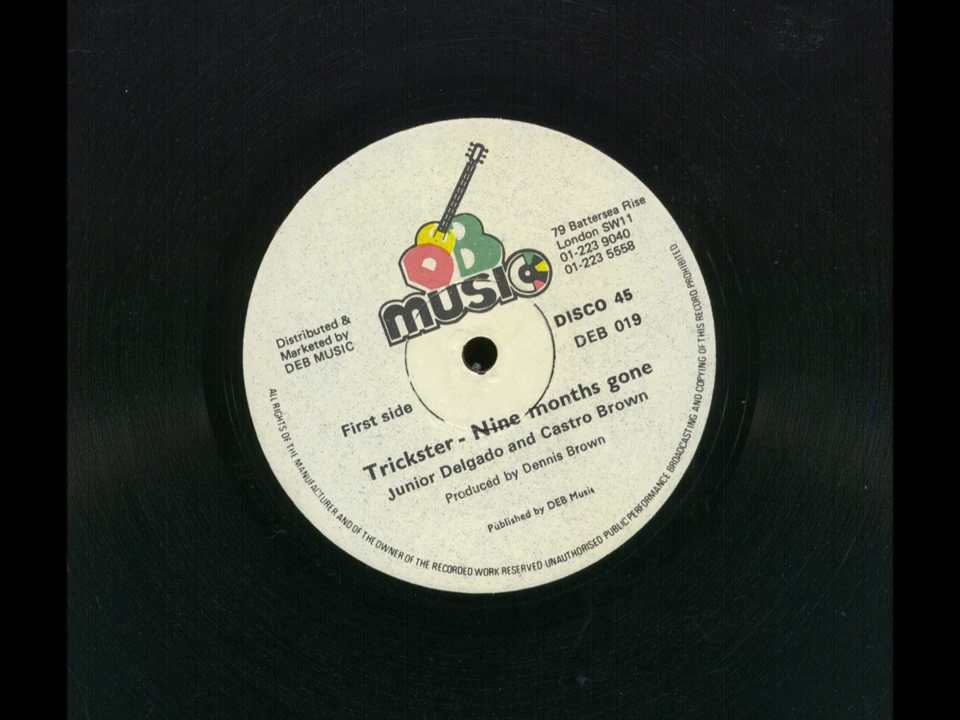 DEB
music
79 Battersea Rise
London SW11
01-223 9040
01-223 5558
Distributed &
Marketed by
DEB MUSIC
DISCO 45
DEB 019
First side
Trickster - Nine months gone
Junior Delgado and Castro Brown
Produced by Dennis Brown
Published by DEB Music
ALL RIGHTS OF THE MANUFACTURER AND OF THE OWNER OF THE RECORDED WORK RESERVED UNAUTHORISED PUBLIC PERFORMANCE BROADCASTING AND COPYING OF THIS RECORD PROHIBITED